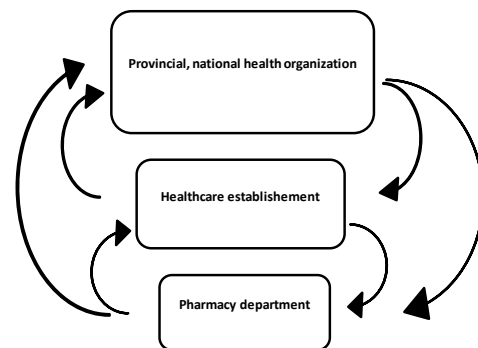 Provincial, national health organization
Healthcare establishement
Pharmacy department